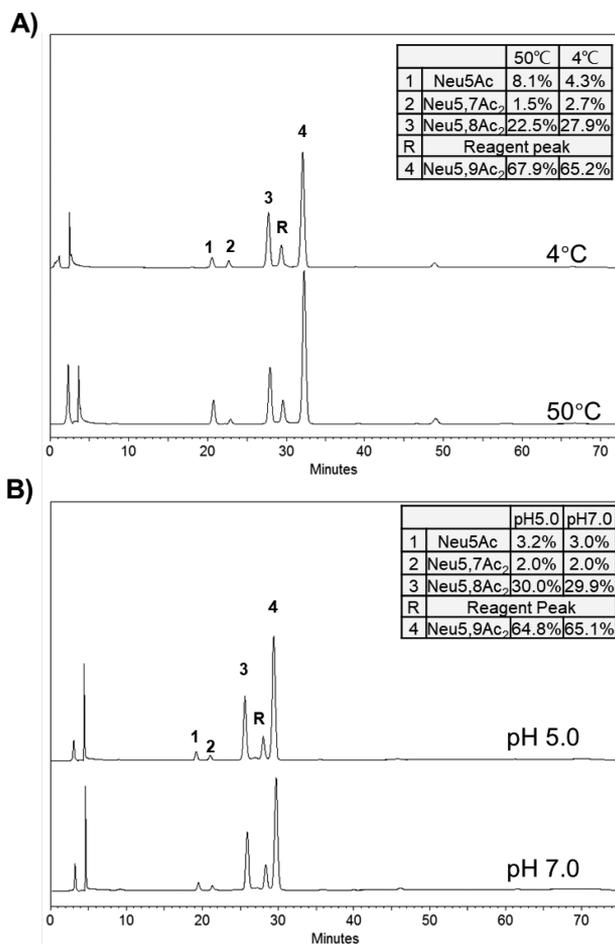 A)
50℃ 4℃
1 Neu5Ac 8.1% 4.3%
2 Neu5,7Ac₂ 1.5% 2.7%
3 Neu5,8Ac₂ 22.5% 27.9%
R Reagent peak
4 Neu5,9Ac₂ 67.9% 65.2%
4
3
R
1 2
4°C
50°C
0 10 20 30 40 50 60 70
Minutes
B)
pH5.0 pH7.0
1 Neu5Ac 3.2% 3.0%
2 Neu5,7Ac₂ 2.0% 2.0%
3 Neu5,8Ac₂ 30.0% 29.9%
R Reagent Peak
4 Neu5,9Ac₂ 64.8% 65.1%
4
3
R
1 2
pH 5.0
pH 7.0
0 10 20 30 40 50 60 70
Minutes